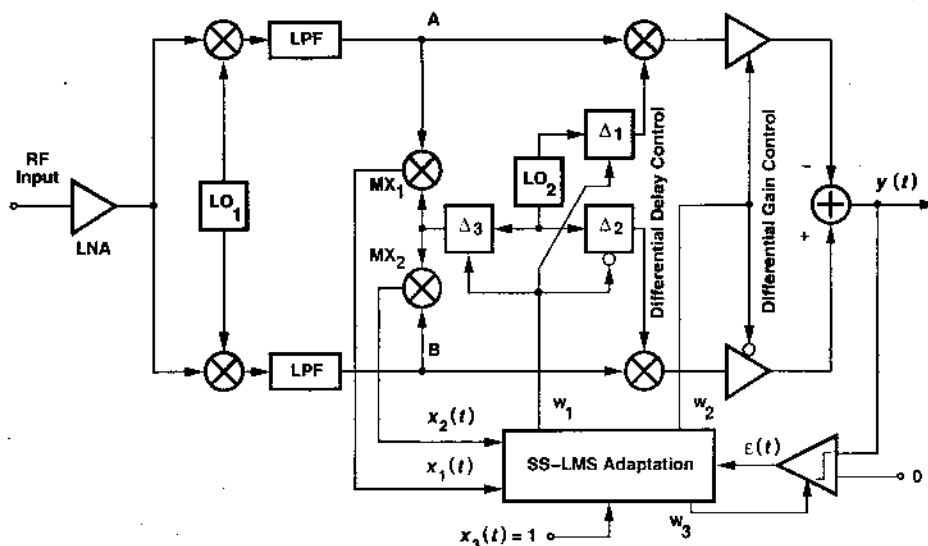 A
LPF
RF
Input
LNA
LO1
MX1
MX2
LO2
Δ1
Δ2
Δ3
Differential Delay Control
Differential Gain Control
−
+
y(t)
B
LPF
w1
w2
x2(t)
x1(t)
SS–LMS Adaptation
ε(t)
0
w3
x3(t) = 1